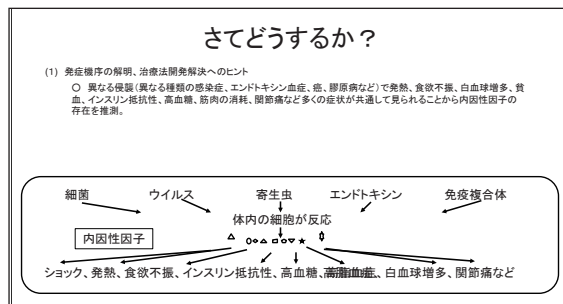 さてどうするか？
(1) 発症機序の解明、治療法開発解決へのヒント
〇 異なる侵襲(異なる種類の感染症、エンドトキシン血症、癌、膠原病など)で発熱、食欲不振、白血球増多、貧
血、インスリン抵抗性、高血糖、筋肉の消耗、関節痛など多くの症状が共通して見られることから内因性因子の
存在を推測。
細菌 ウイルス 寄生虫 エンドトキシン 免疫複合体
体内の細胞が反応
内因性因子
ショック、発熱、食欲不振、インスリン抵抗性、高血糖、 、白血球増多、関節痛など